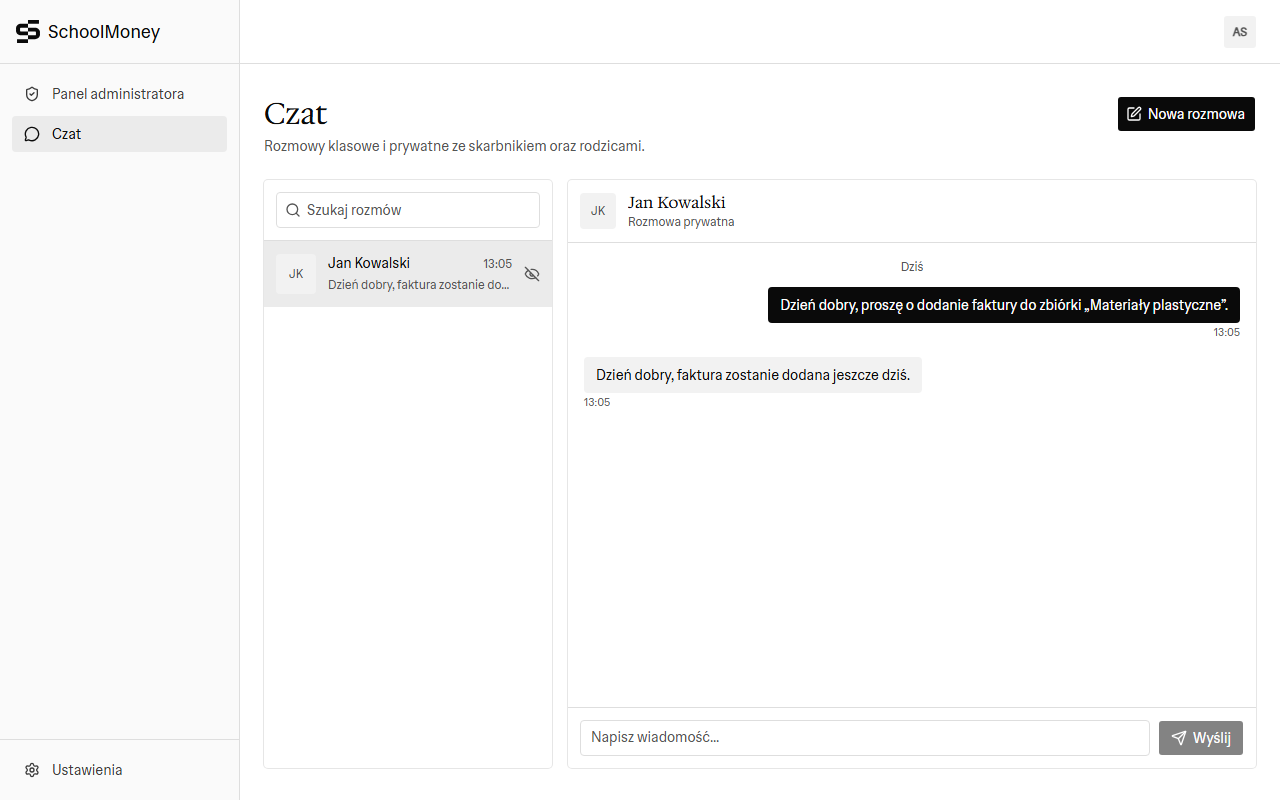 SchoolMoney
AS
Panel administratora
Czat
Ustawienia
Czat
Rozmowy klasowe i prywatne ze skarbnikiem oraz rodzicami.
Nowa rozmowa
Szukaj rozmów
JK
Jan Kowalski
13:05
Dzień dobry, faktura zostanie do...
JK
Jan Kowalski
Rozmowa prywatna
Dziś
Dzień dobry, proszę o dodanie faktury do zbiórki „Materiały plastyczne”.
13:05
Dzień dobry, faktura zostanie dodana jeszcze dziś.
13:05
Napisz wiadomość...
Wyślij